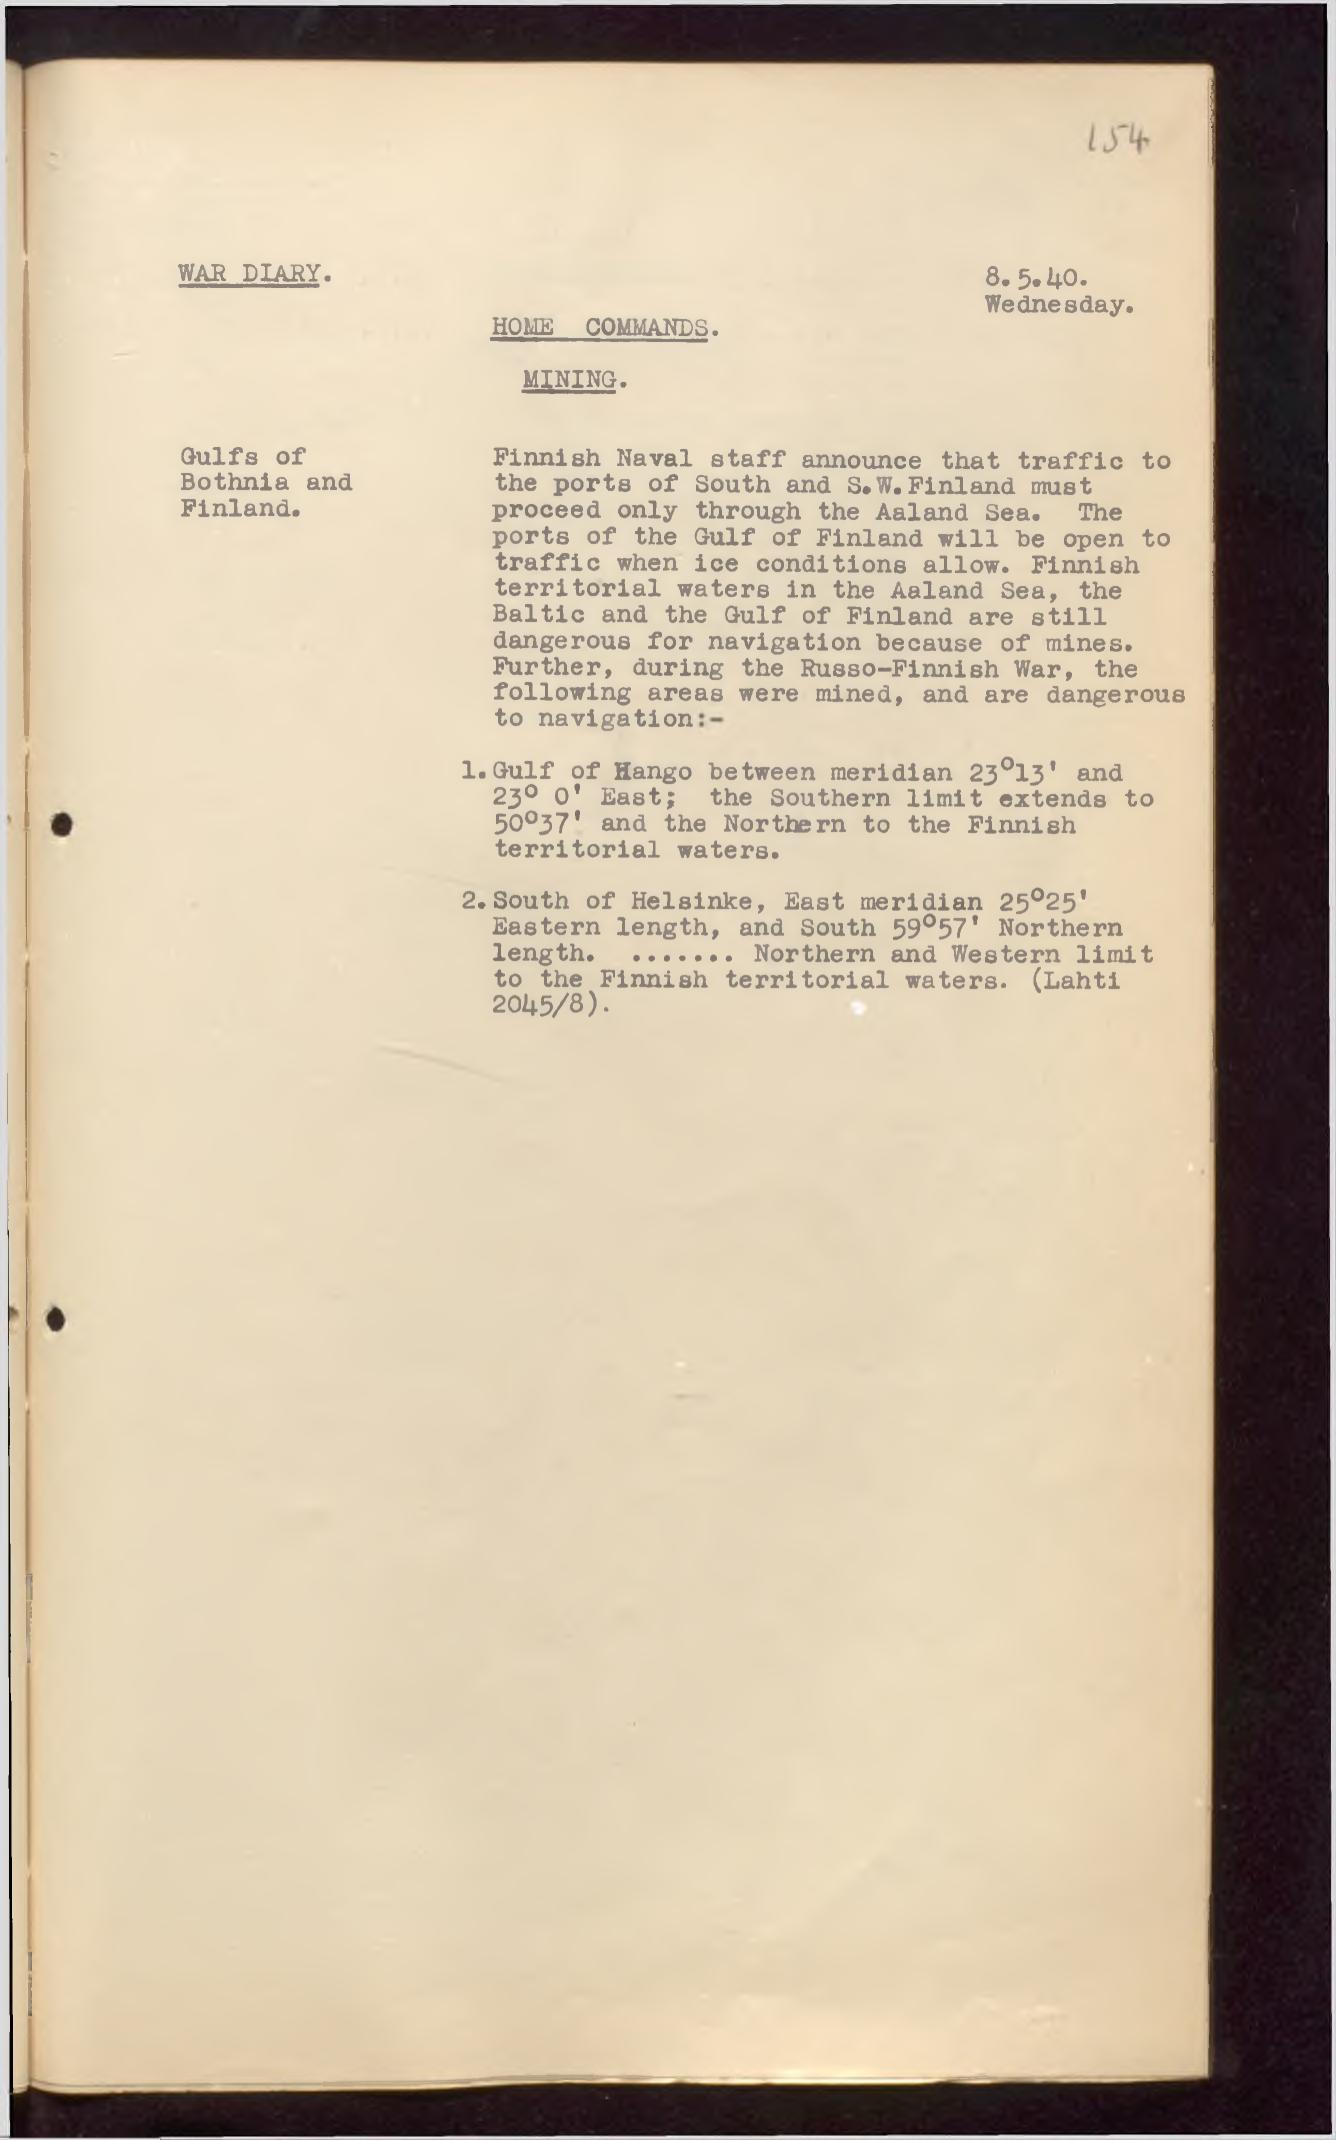 154
WAR DIARY.
8.5.40.
Wednesday.
HOME COMMANDS.
MINING.
Gulfs of
Bothnia and
Finland.
Finnish Naval staff announce that traffic to
the ports of South and S.W.Finland must
proceed only through the Aaland Sea. The
ports of the Gulf of Finland will be open to
traffic when ice conditions allow. Finnish
territorial waters in the Aaland Sea, the
Baltic and the Gulf of Finland are still
dangerous for navigation because of mines.
Further, during the Russo-Finnish War, the
following areas were mined, and are dangerous
to navigation:-
1. Gulf of Hango between meridian 23°13' and
23° 0' East; the Southern limit extends to
50°37' and the Northern to the Finnish
territorial waters.
2. South of Helsinke, East meridian 25°25'
Eastern length, and South 59°57' Northern
length. ....... Northern and Western limit
to the Finnish territorial waters. (Lahti
2045/8).